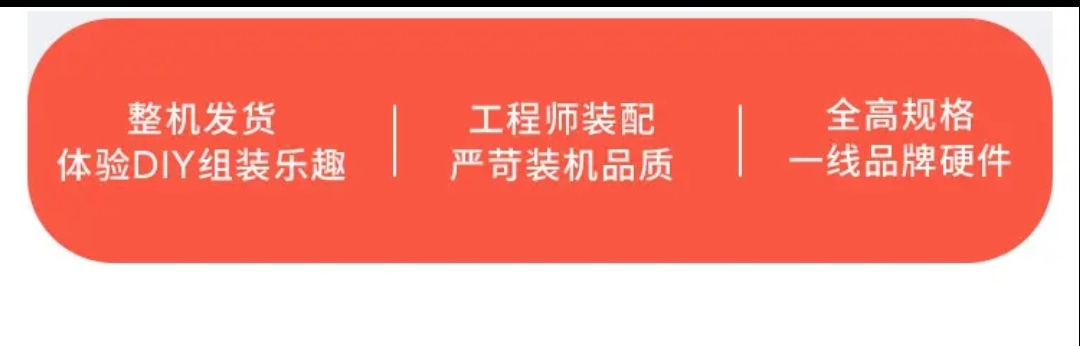 整机发货
体验DIY组装乐趣
工程师装配
严苛装机品质
全高规格
一线品牌硬件